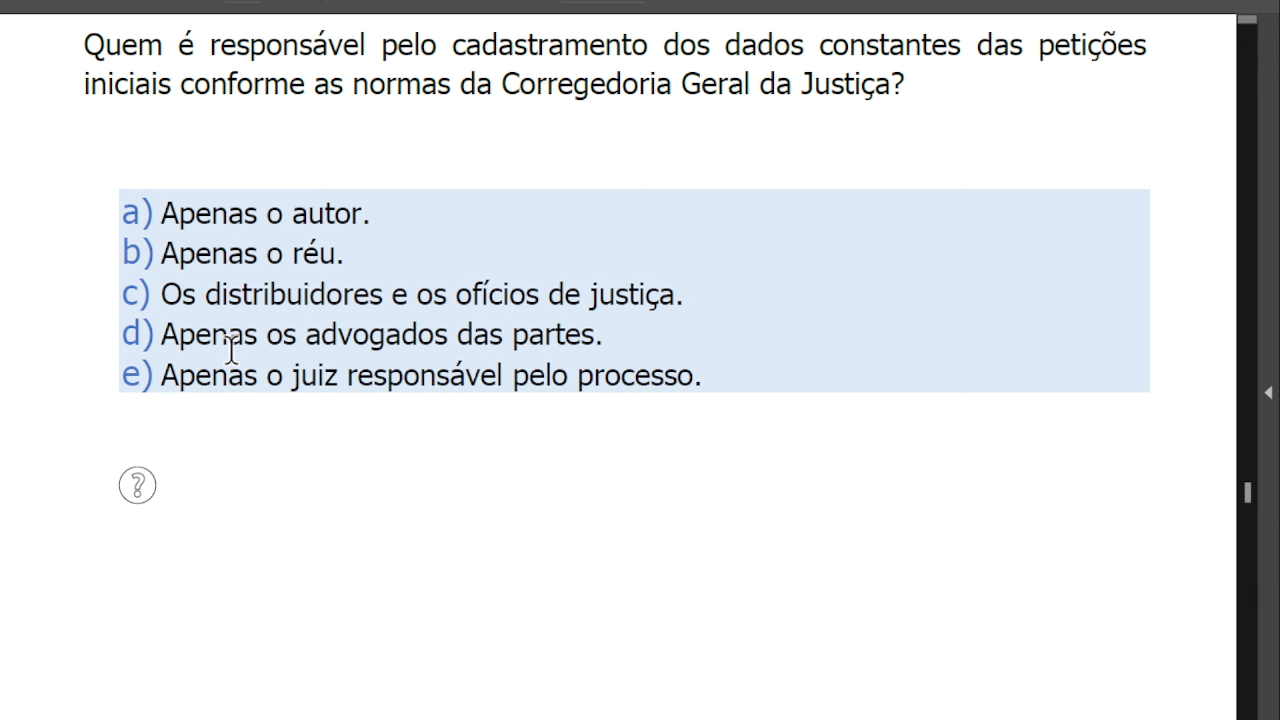 Quem é responsável pelo cadastramento dos dados constantes das petições
iniciais conforme as normas da Corregedoria Geral da Justiça?
a) Apenas o autor.
b) Apenas o réu.
c) Os distribuidores e os ofícios de justiça.
d) Apenas os advogados das partes.
e) Apenas o juiz responsável pelo processo.
?